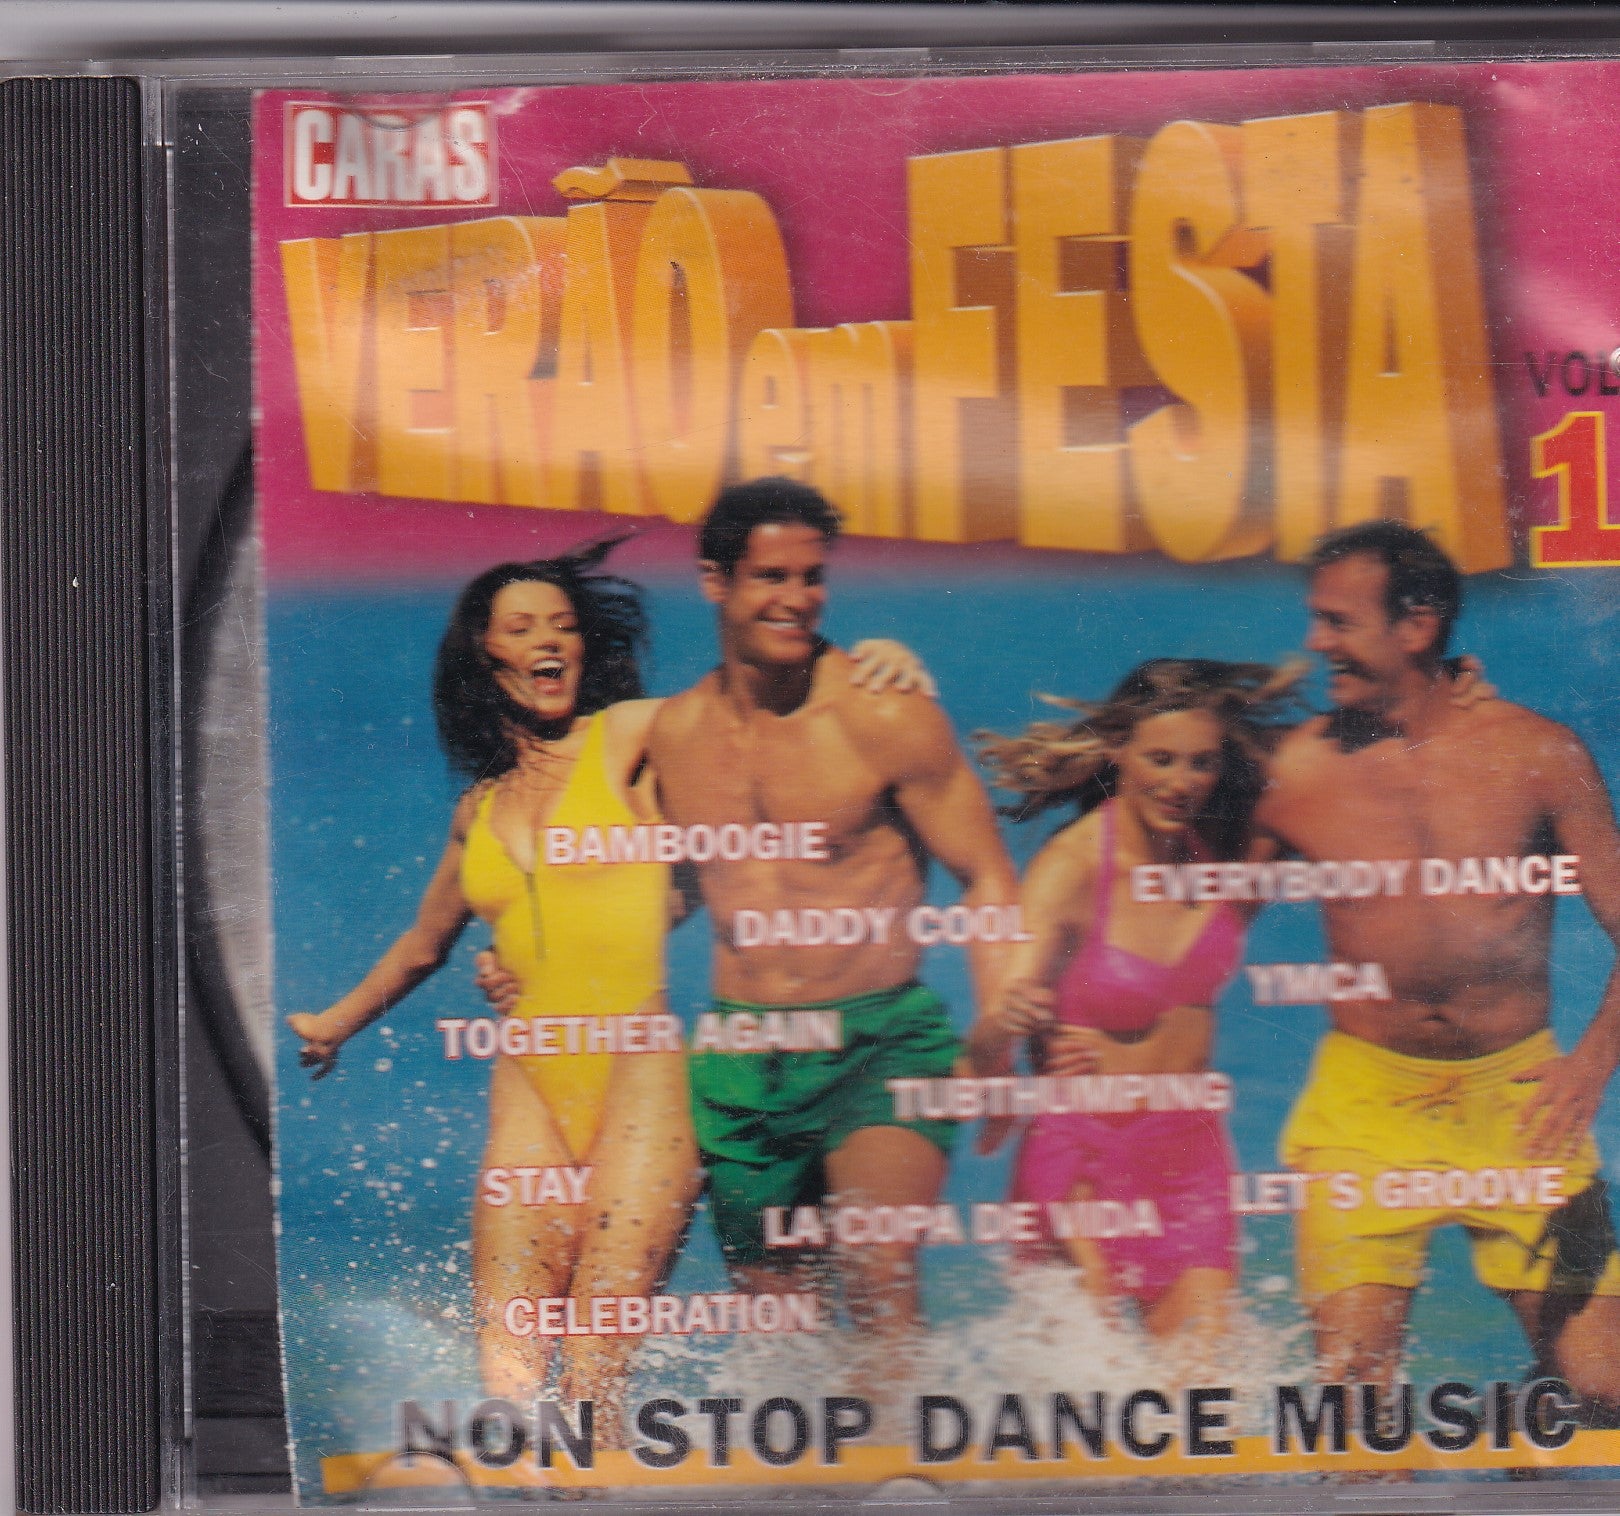 CARAS
VERÃO em FESTA
VOL
1
BAMBOOGIE
EVERYBODY DANCE
DADDY COOL
YMCA
TOGETHER AGAIN
TUBTHUMPING
STAY
LET´S GROOVE
LA COPA DE VIDA
CELEBRATION
NON STOP DANCE MUSIC